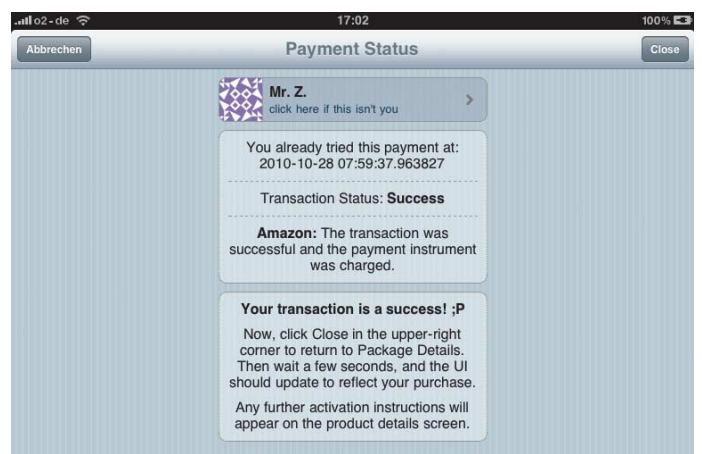 o2-de 17:02 100%
Abbrechen Payment Status Close
Mr. Z.
click here if this isn't you
You already tried this payment at:
2010-10-28 07:59:37.963827
Transaction Status: Success
Amazon: The transaction was
successful and the payment instrument
was charged.
Your transaction is a success! ;P
Now, click Close in the upper-right
corner to return to Package Details.
Then wait a few seconds, and the UI
should update to reflect your purchase.
Any further activation instructions will
appear on the product details screen.